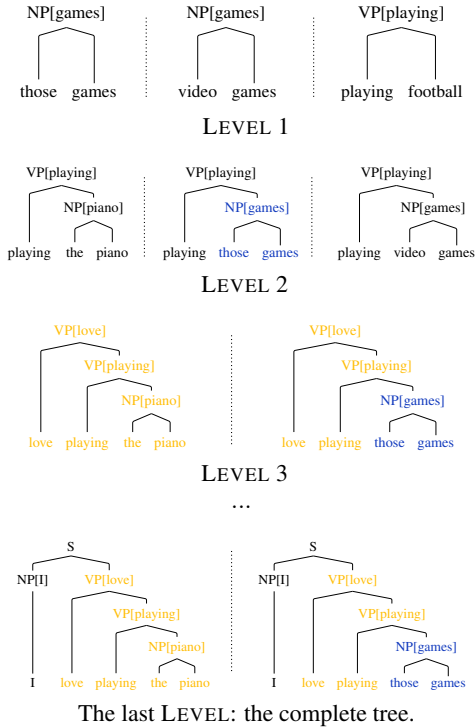 NP[games] NP[games] VP[playing]
those games video games playing football
LEVEL 1
VP[playing] VP[playing] VP[playing]
NP[piano] NP[games] NP[games]
playing the piano playing those games playing video games
LEVEL 2
VP[love] VP[love]
VP[playing] VP[playing]
NP[piano] NP[games]
love playing the piano love playing those games
LEVEL 3
...
S S
NP[I] VP[love] NP[I] VP[love]
VP[playing] VP[playing]
NP[piano] NP[games]
I love playing the piano I love playing those games
The last LEVEL: the complete tree.